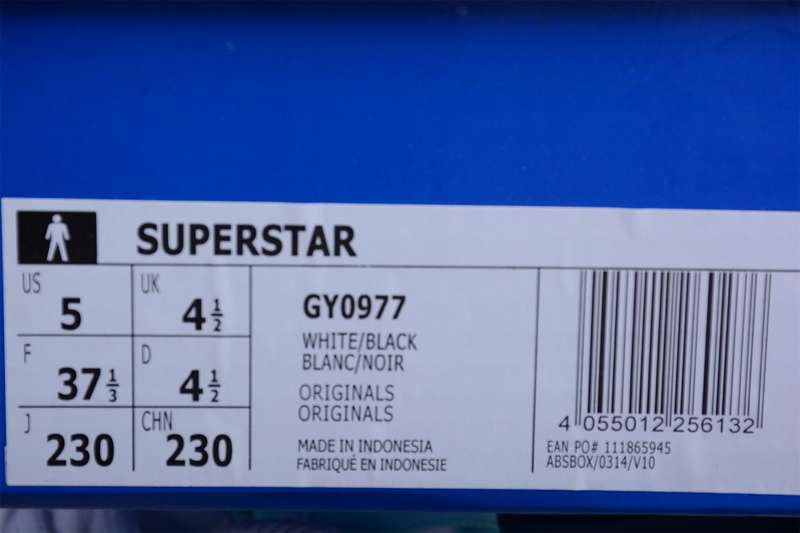 SUPERSTAR
US 5
UK 4 1/2
F 37 1/3
D 4 1/2
J 230
CHN 230
GY0977
WHITE/BLACK
BLANC/NOIR
ORIGINALS
ORIGINALS
MADE IN INDONESIA
FABRIQUÉ EN INDONESIE
4 055012 256132
EAN PO# 111865945
ABSBOX/0314/V10